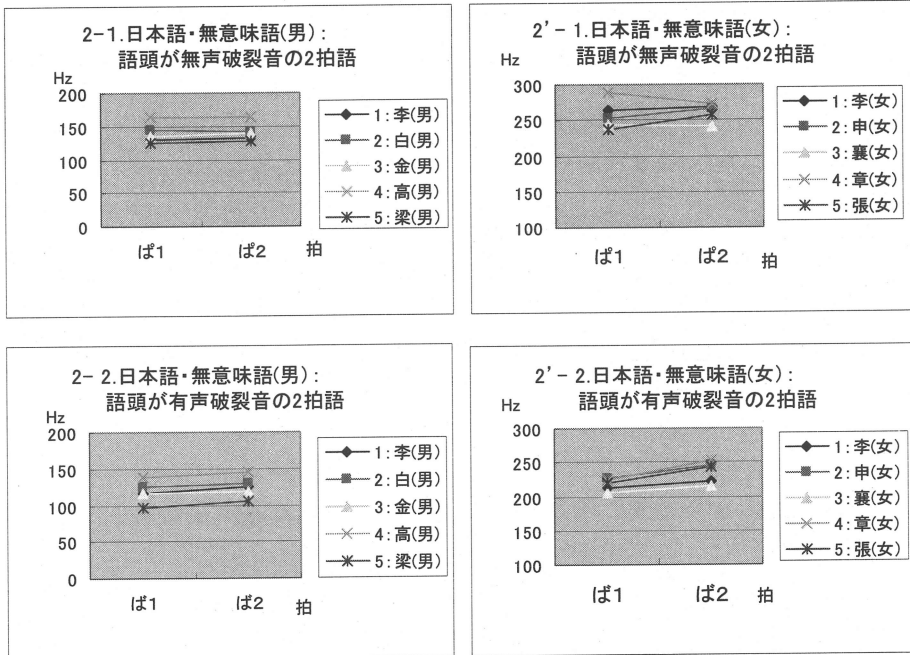 2-1.日本語・無意味語(男):
語頭が無声破裂音の2拍語
Hz
200
150
100
50
0
ぱ1 ぱ2 拍
1:李(男)
2:白(男)
3:金(男)
4:高(男)
5:梁(男)
2'-1.日本語・無意味語(女):
語頭が無声破裂音の2拍語
Hz
300
250
200
150
100
ぱ1 ぱ2 拍
1:李(女)
2:申(女)
3:襄(女)
4:章(女)
5:張(女)
2-2.日本語・無意味語(男):
語頭が有声破裂音の2拍語
Hz
200
150
100
50
0
ば1 ぱ2 拍
1:李(男)
2:白(男)
3:金(男)
4:高(男)
5:梁(男)
2'-2.日本語・無意味語(女):
語頭が有声破裂音の2拍語
Hz
300
250
200
150
100
ば1 ぱ2 拍
1:李(女)
2:申(女)
3:襄(女)
4:章(女)
5:張(女)